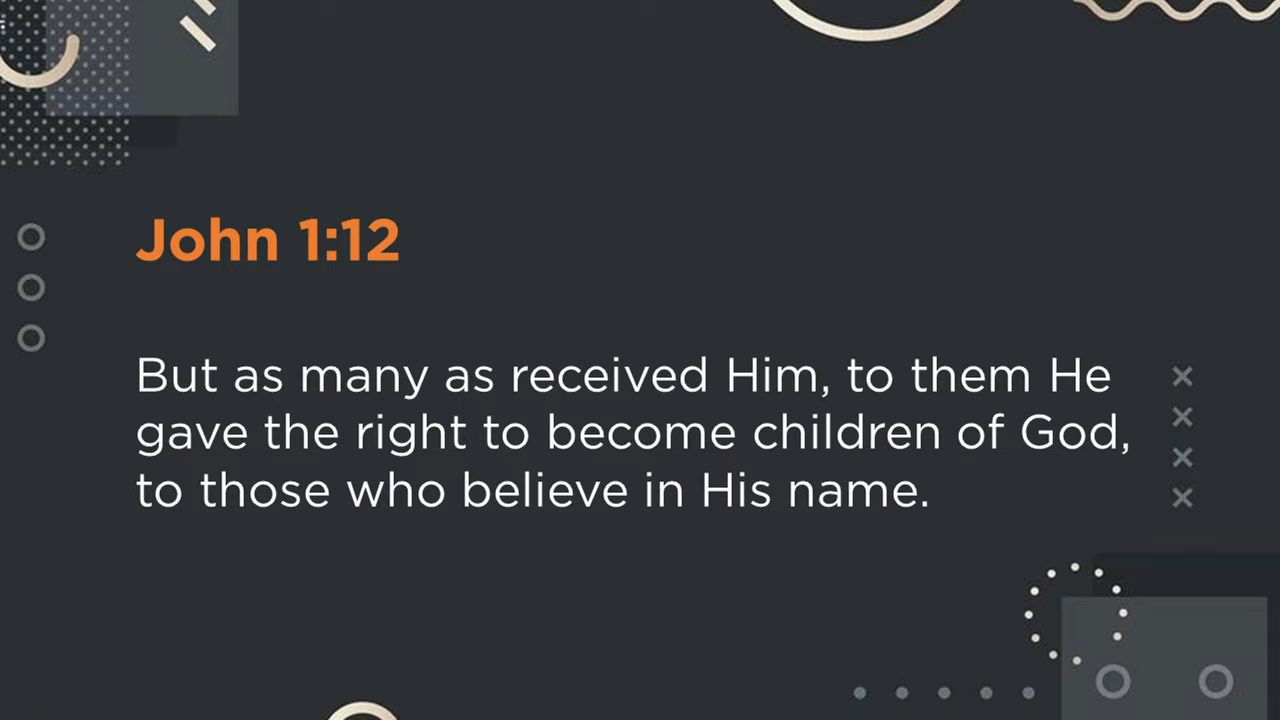 John 1:12
But as many as received Him, to them He
gave the right to become children of God,
to those who believe in His name.